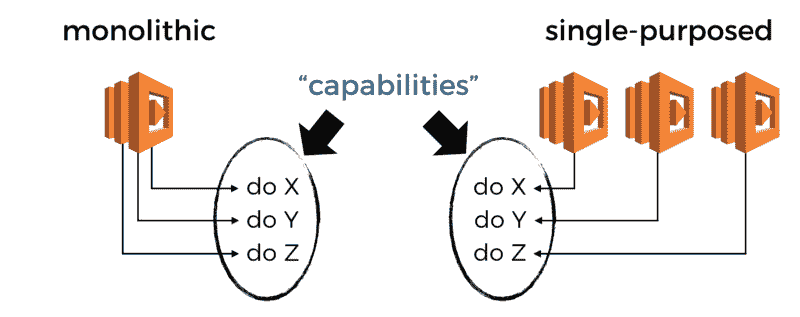 monolithic
single-purposed
“capabilities”
do X
do Y
do Z
do X
do Y
do Z